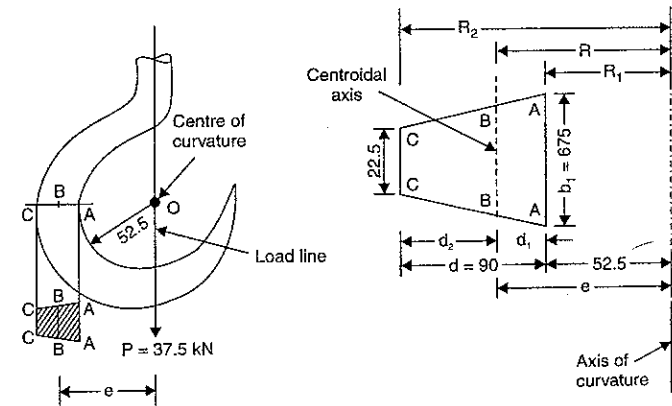 Centre of
curvature
B
C
A
O
52.5
Load line
C
B
A
C
B
A
P = 37.5 kN
e
R₂
R
R₁
Centroidal
axis
A
B
C
22.5
b₁ = 675
C
B
A
d₂
d₁
d = 90
52.5
e
Axis of
curvature